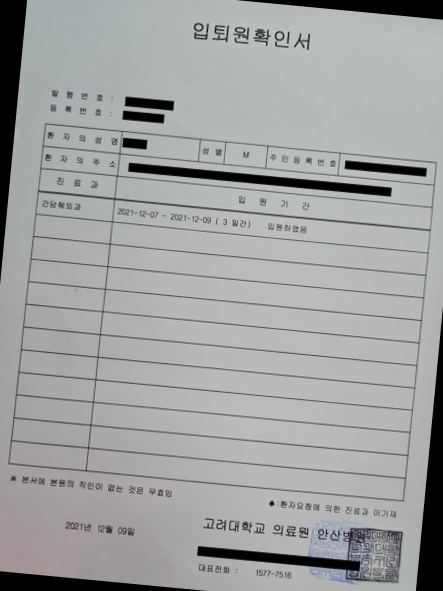 입퇴원확인서
발 행 번 호 :
등 록 번 호 :
환 자 의 성 명 성 별 M 주 민 등 록 번 호
환 자 의 주 소
진 료 과 입 원 기 간
간담췌외과 2021-12-07 - 2021-12-09 ( 3 일간) 입원하였음
※ 본서에 본원의 직인이 없는 것은 무효임
♠:환자요청에 의한 진료과 미기재
2021년 12월 09일
고려대학교 의료원 안산병원
대표전화 : 1577-7516